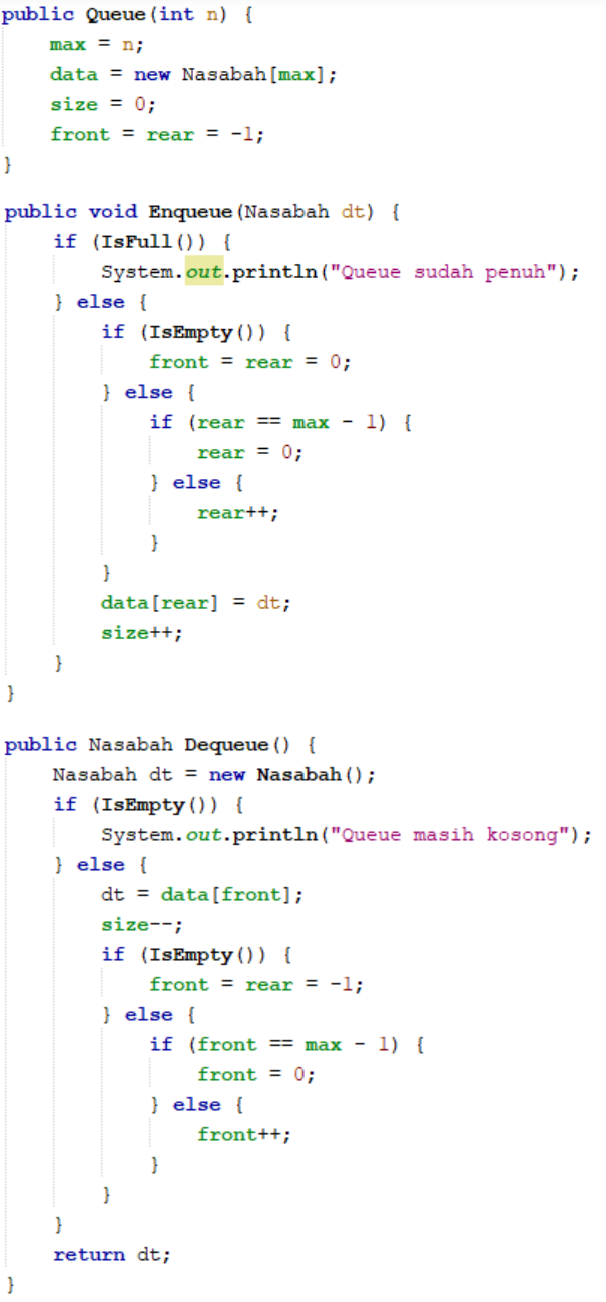 public Queue(int n) {
    max = n;
    data = new Nasabah[max];
    size = 0;
    front = rear = -1;
}
public void Enqueue(Nasabah dt) {
    if (IsFull()) {
        System.out.println("Queue sudah penuh");
    } else {
        if (IsEmpty()) {
            front = rear = 0;
        } else {
            if (rear == max - 1) {
                rear = 0;
            } else {
                rear++;
            }
        }
        data[rear] = dt;
        size++;
    }
}
public Nasabah Dequeue() {
    Nasabah dt = new Nasabah();
    if (IsEmpty()) {
        System.out.println("Queue masih kosong");
    } else {
        dt = data[front];
        size--;
        if (IsEmpty()) {
            front = rear = -1;
        } else {
            if (front == max - 1) {
                front = 0;
            } else {
                front++;
            }
        }
    }
    return dt;
}